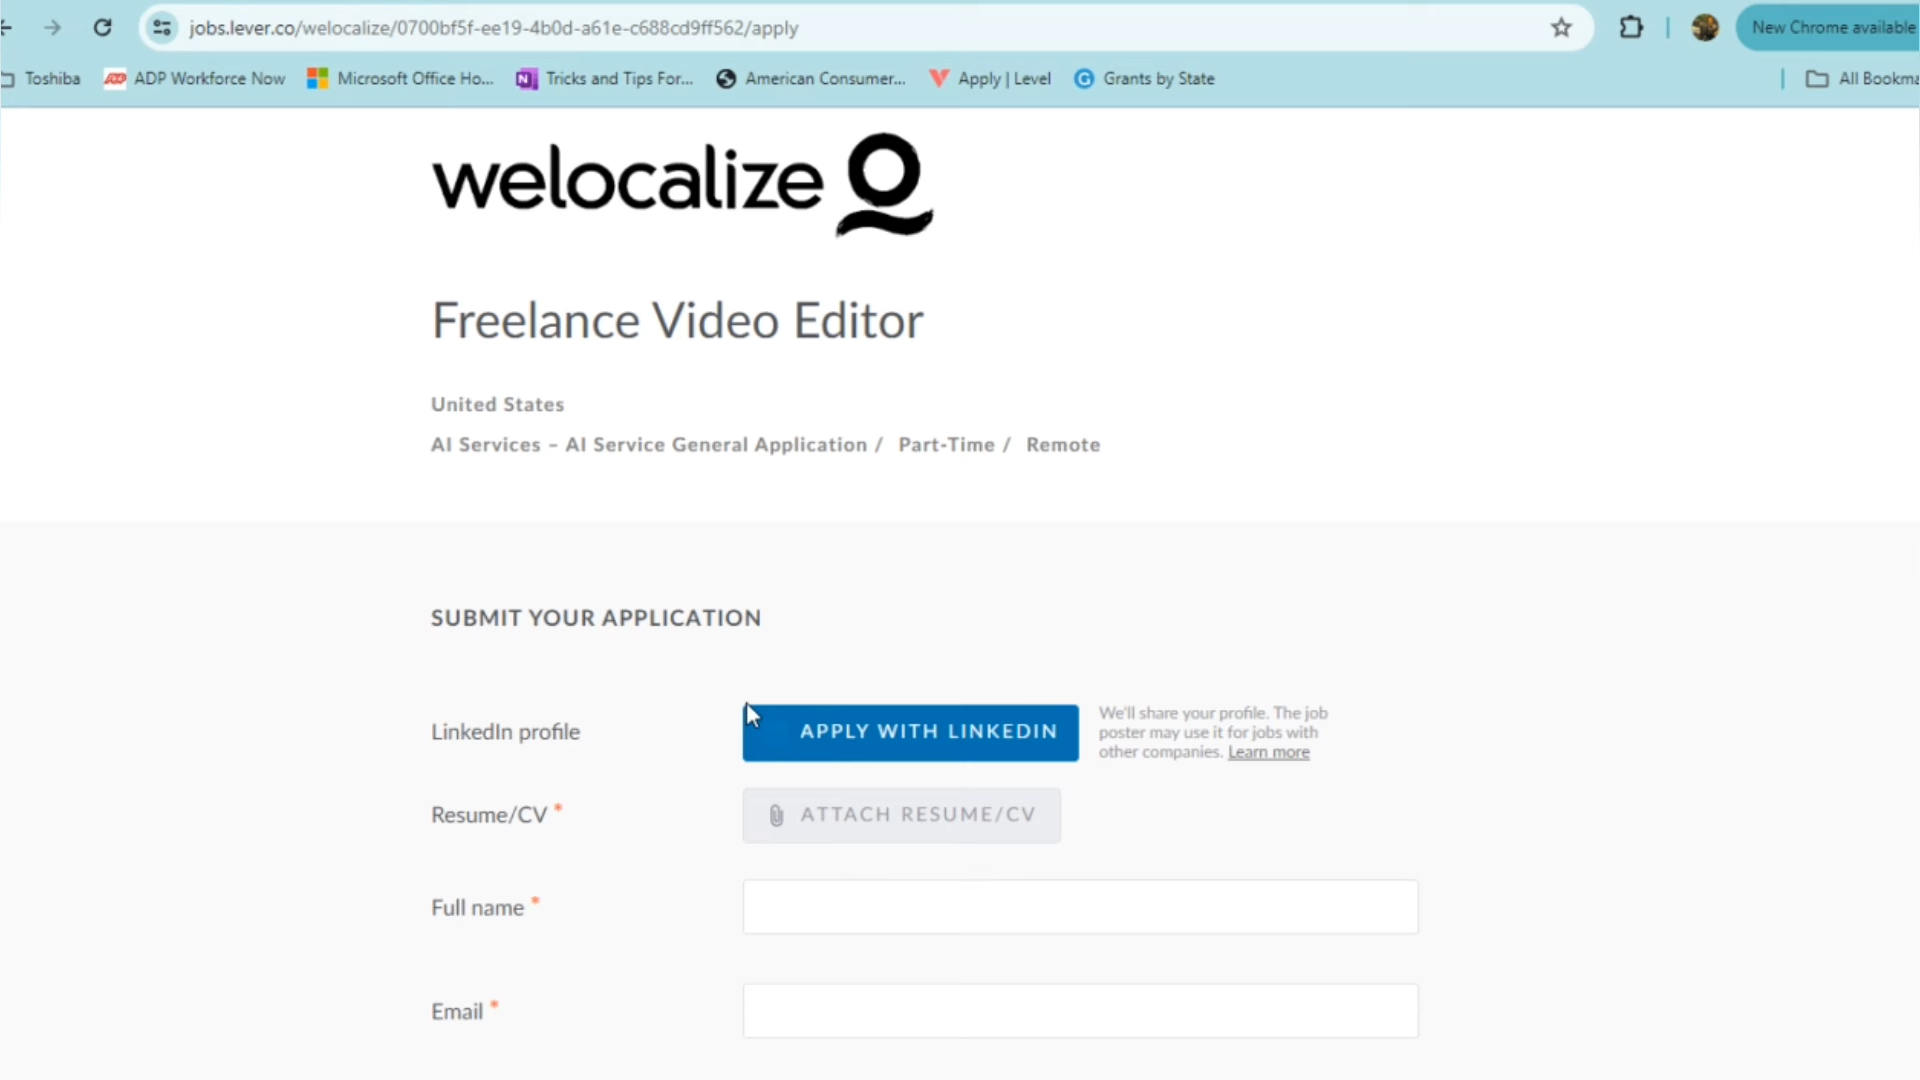 jobs.lever.co/welocalize/0700bf5f-ee19-4b0d-a61e-c688cd9ff562/apply
New Chrome available
Toshiba
ADP Workforce Now
Microsoft Office Ho...
Tricks and Tips For...
American Consumer...
Apply | Level
Grants by State
All Bookma
welocalize
Freelance Video Editor
United States
AI Services – AI Service General Application / Part-Time / Remote
SUBMIT YOUR APPLICATION
LinkedIn profile
APPLY WITH LINKEDIN
We'll share your profile. The job
poster may use it for jobs with
other companies. Learn more
Resume/CV *
ATTACH RESUME/CV
Full name *
Email *